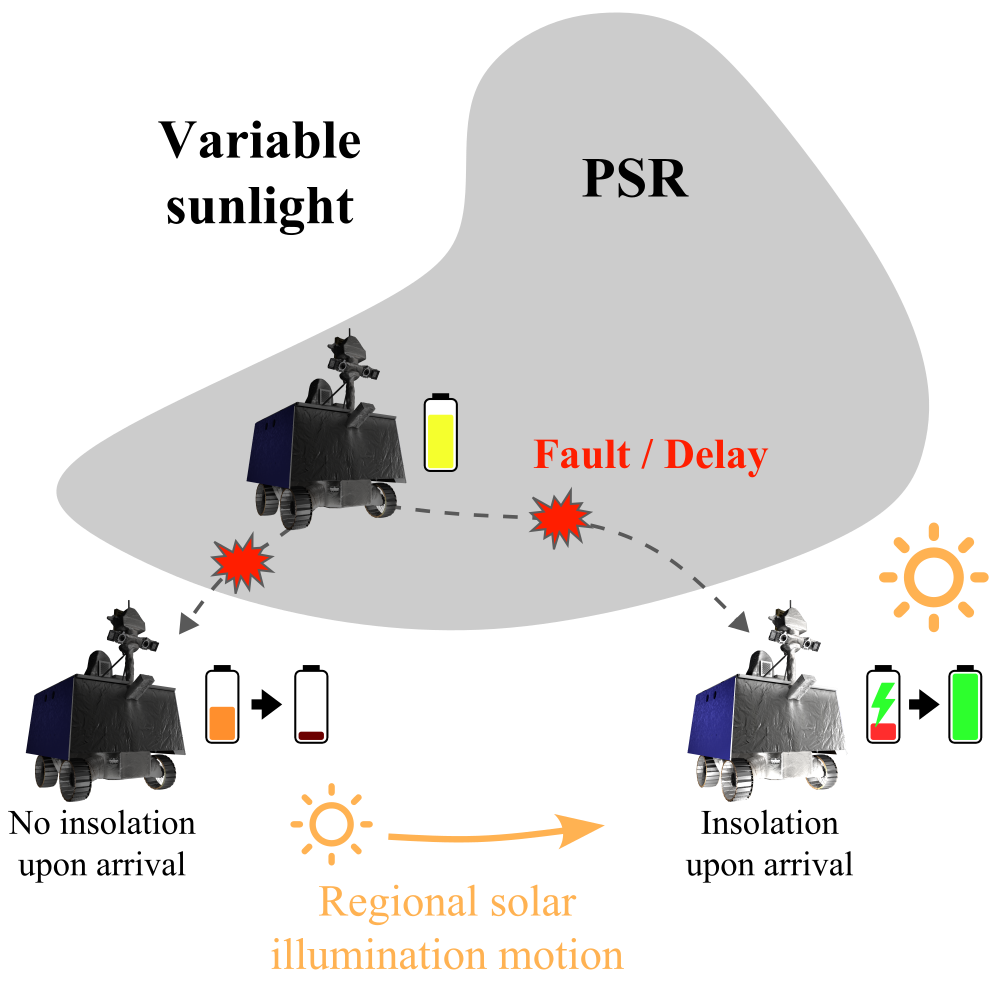 Variable
sunlight
PSR
Fault / Delay
No insolation
upon arrival
Insolation
upon arrival
Regional solar
illumination motion